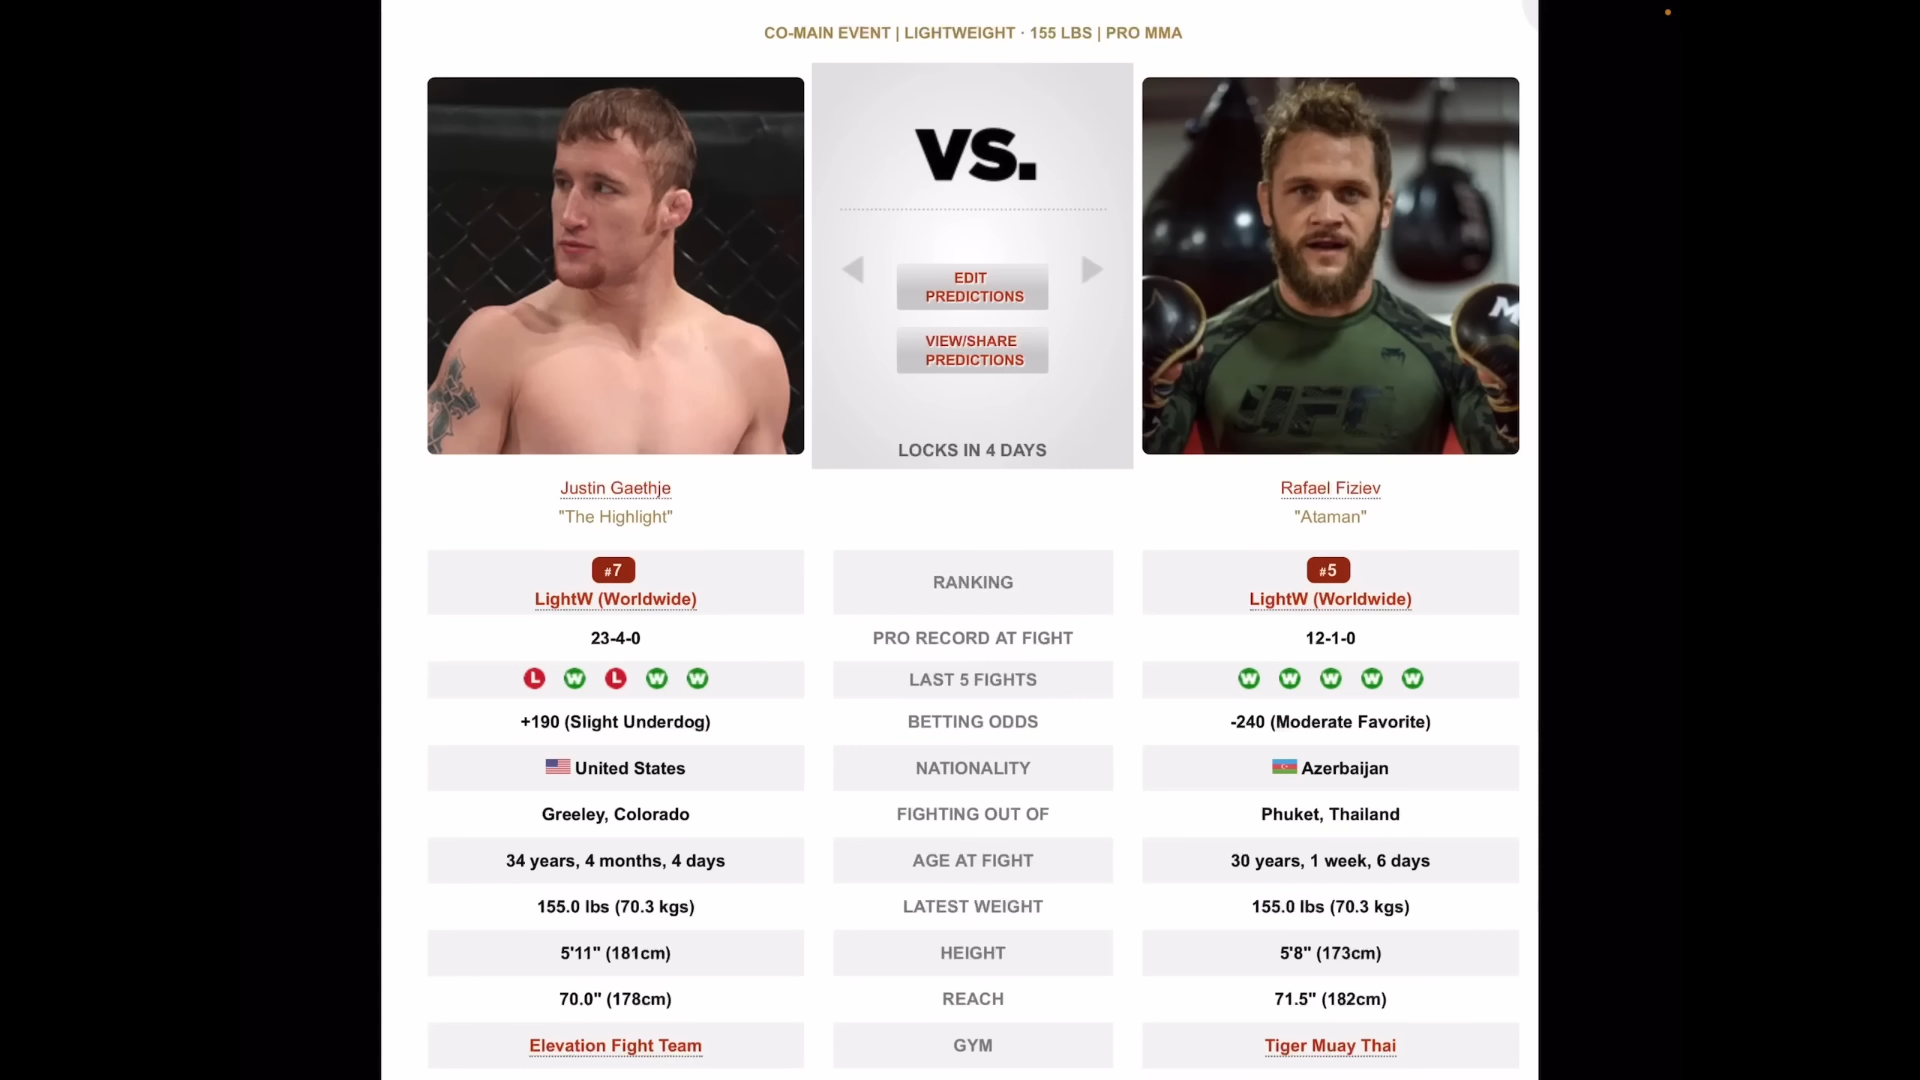 CO-MAIN EVENT | LIGHTWEIGHT · 155 LBS | PRO MMA
VS.
EDIT
PREDICTIONS
VIEW/SHARE
PREDICTIONS
LOCKS IN 4 DAYS
UFC
M
Justin Gaethje
"The Highlight"
Rafael Fiziev
"Ataman"
#7
LightW (Worldwide)
RANKING
#5
LightW (Worldwide)
23-4-0 PRO RECORD AT FIGHT 12-1-0
L W L W W LAST 5 FIGHTS W W W W W
+190 (Slight Underdog) BETTING ODDS -240 (Moderate Favorite)
United States NATIONALITY Azerbaijan
Greeley, Colorado FIGHTING OUT OF Phuket, Thailand
34 years, 4 months, 4 days AGE AT FIGHT 30 years, 1 week, 6 days
155.0 lbs (70.3 kgs) LATEST WEIGHT 155.0 lbs (70.3 kgs)
5'11" (181cm) HEIGHT 5'8" (173cm)
70.0" (178cm) REACH 71.5" (182cm)
Elevation Fight Team GYM Tiger Muay Thai